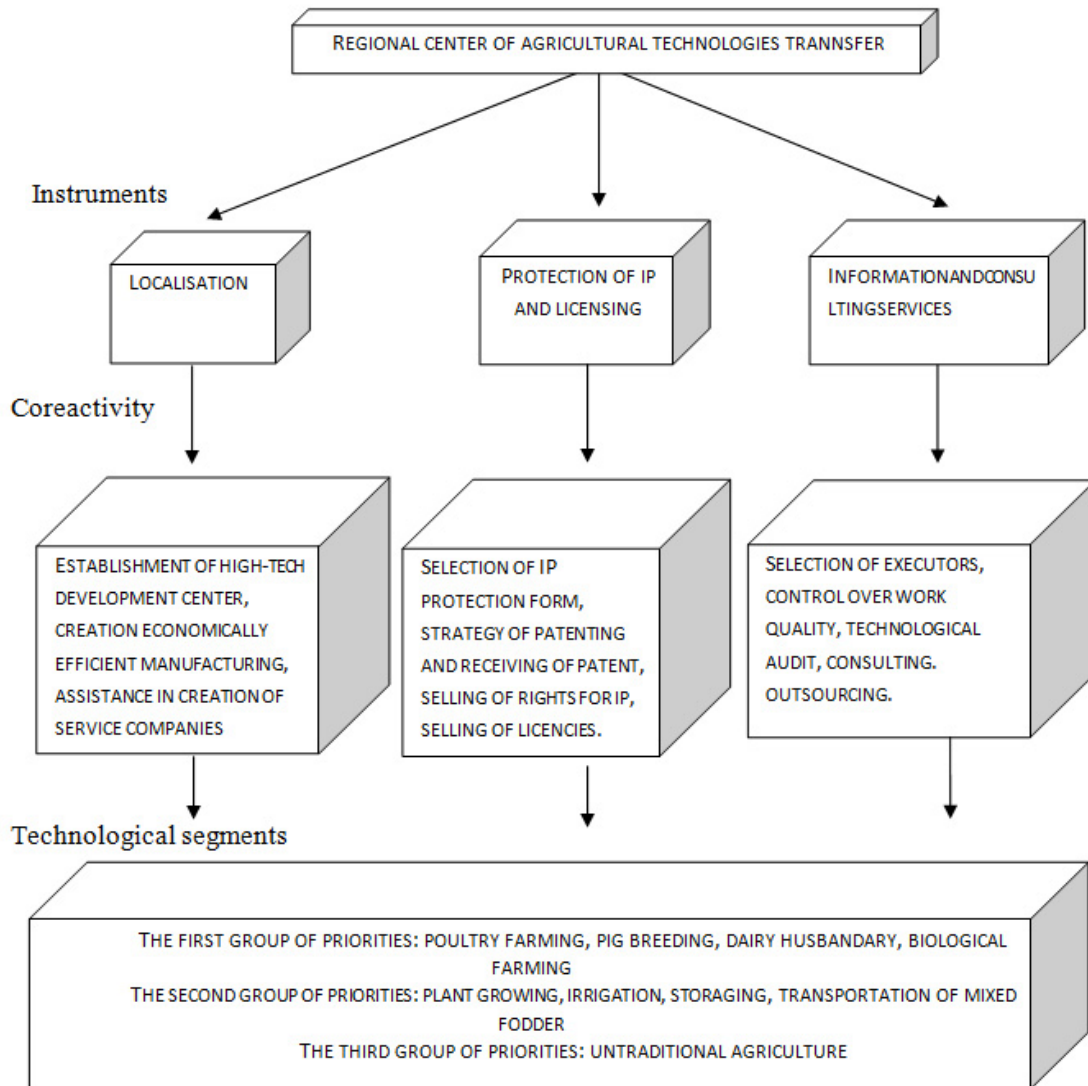 REGIONAL CENTER OF AGRICULTURAL TECHNOLOGIES TRANNSFER
Instruments
LOCALISATION
PROTECTION OF IP
AND LICENSING
INFORMATIONANDCONSU
LTINGSERVICES
Coreactivity
ESTABLISHMENT OF HIGH-TECH
DEVELOPMENT CENTER,
CREATION ECONOMICALLY
EFFICIENT MANUFACTURING,
ASSISTANCE IN CREATION OF
SERVICE COMPANIES
SELECTION OF IP
PROTECTION FORM,
STRATEGY OF PATENTING
AND RECEIVING OF PATENT,
SELLING OF RIGHTS FOR IP,
SELLING OF LICENCIES.
SELECTION OF EXECUTORS,
CONTROL OVER WORK
QUALITY, TECHNOLOGICAL
AUDIT, CONSULTING.
OUTSOURCING.
Technological segments
THE FIRST GROUP OF PRIORITIES: POULTRY FARMING, PIG BREEDING, DAIRY HUSBANDARY, BIOLOGICAL
FARMING
THE SECOND GROUP OF PRIORITIES: PLANT GROWING, IRRIGATION, STORAGING, TRANSPORTATION OF MIXED
FODDER
THE THIRD GROUP OF PRIORITIES: UNTRADITIONAL AGRICULTURE